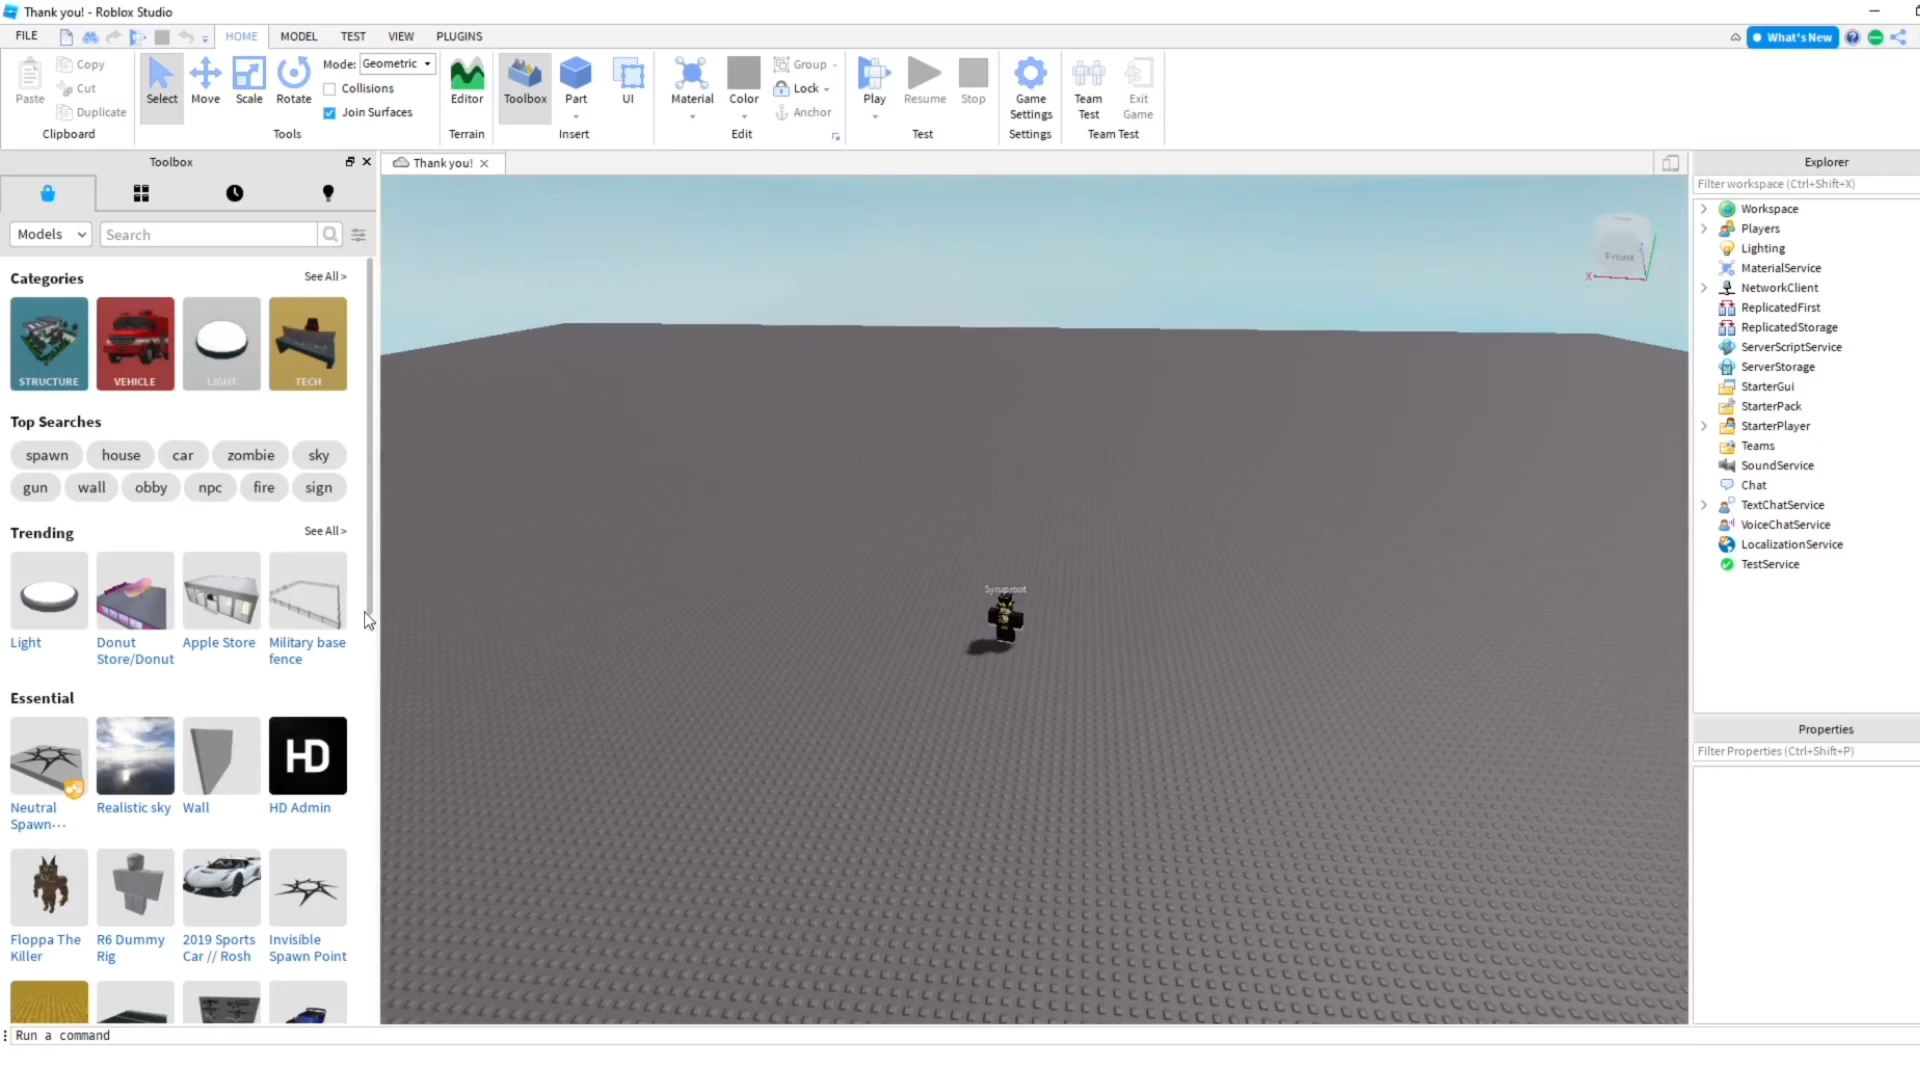 Thank you! - Roblox Studio
FILE
HOME
MODEL
TEST
VIEW
PLUGINS
What's New
Paste
Copy
Cut
Duplicate
Clipboard
Select
Move
Scale
Rotate
Mode: Geometric
Collisions
Join Surfaces
Tools
Editor
Terrain
Toolbox
Part
UI
Insert
Material
Color
Group
Lock
Anchor
Edit
Play
Resume
Stop
Test
Game
Settings
Settings
Team
Test
Exit
Game
Team Test
Toolbox
Models
Search
Categories
See All >
STRUCTURE
VEHICLE
LIGHT
TECH
Top Searches
spawn
house
car
zombie
sky
gun
wall
obby
npc
fire
sign
Trending
See All >
Light
Donut
Store/Donut
Apple Store
Military base
fence
Essential
Neutral
Spawn...
Realistic sky
Wall
HD
HD Admin
Floppa The
Killer
R6 Dummy
Rig
2019 Sports
Car // Rosh
Invisible
Spawn Point
Thank you!
Front
X
Syruproot
Explorer
Filter workspace (Ctrl+Shift+X)
Workspace
Players
Lighting
MaterialService
NetworkClient
ReplicatedFirst
ReplicatedStorage
ServerScriptService
ServerStorage
StarterGui
StarterPack
StarterPlayer
Teams
SoundService
Chat
TextChatService
VoiceChatService
LocalizationService
TestService
Properties
Filter Properties (Ctrl+Shift+P)
Run a command